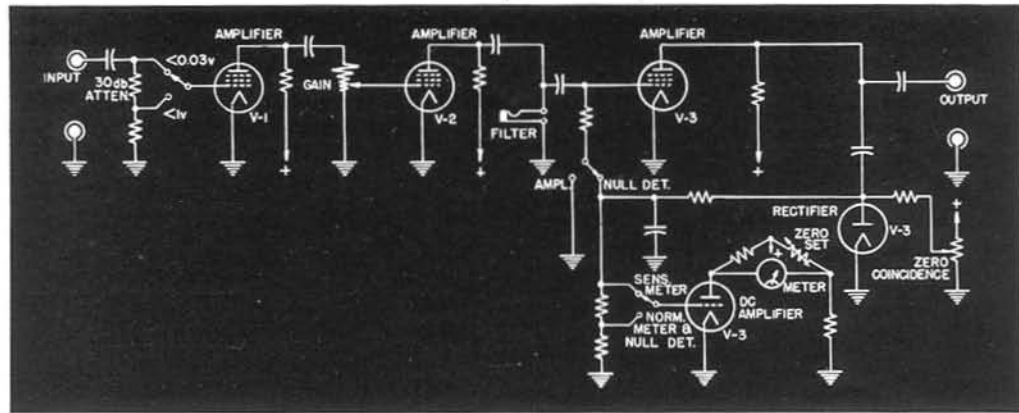 AMPLIFIER
AMPLIFIER
AMPLIFIER
<0.03v
INPUT
30db
ATTEN.
<1v
V-1
+
GAIN
V-2
+
FILTER
V-3
+
OUTPUT
AMPL.
NULL DET.
RECTIFIER
V-3
+
ZERO
SET
+
ZERO
COINCIDENCE
SENS.
METER
METER
DC
AMPLIFIER
NORM.
METER &
NULL DET.
V-3